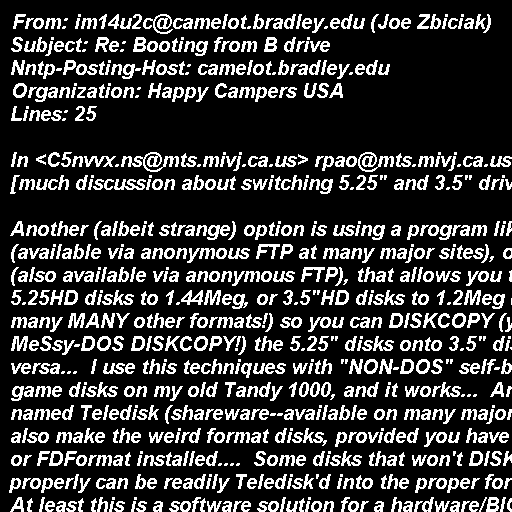 From: im14u2c@camelot.bradley.edu (Joe Zbiciak)
Subject: Re: Booting from B drive
Nntp-Posting-Host: camelot.bradley.edu
Organization: Happy Campers USA
Lines: 25

In <C5nvvx.ns@mts.mivj.ca.us> rpao@mts.mivj.ca.us
[much discussion about switching 5.25" and 3.5" driv

Another (albeit strange) option is using a program lik
(available via anonymous FTP at many major sites), o
(also available via anonymous FTP), that allows you t
5.25HD disks to 1.44Meg, or 3.5"HD disks to 1.2Meg (
many MANY other formats!) so you can DISKCOPY (y
MeSsy-DOS DISKCOPY!) the 5.25" disks onto 3.5" di
versa... I use this techniques with "NON-DOS" self-b
game disks on my old Tandy 1000, and it works... An
named Teledisk (shareware--available on many major
also make the weird format disks, provided you have
or FDFormat installed.... Some disks that won't DISK
properly can be readily Teledisk'd into the proper for
At least this is a software solution for a hardware/BIO